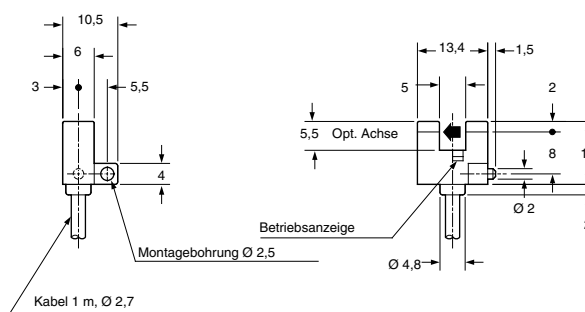 10,5
6
3
5,5
4
Montagebohrung Ø 2,5
Kabel 1 m, Ø 2,7
13,4
1,5
5
2
5,5
Opt. Achse
8
Ø 2
Betriebsanzeige
Ø 4,8